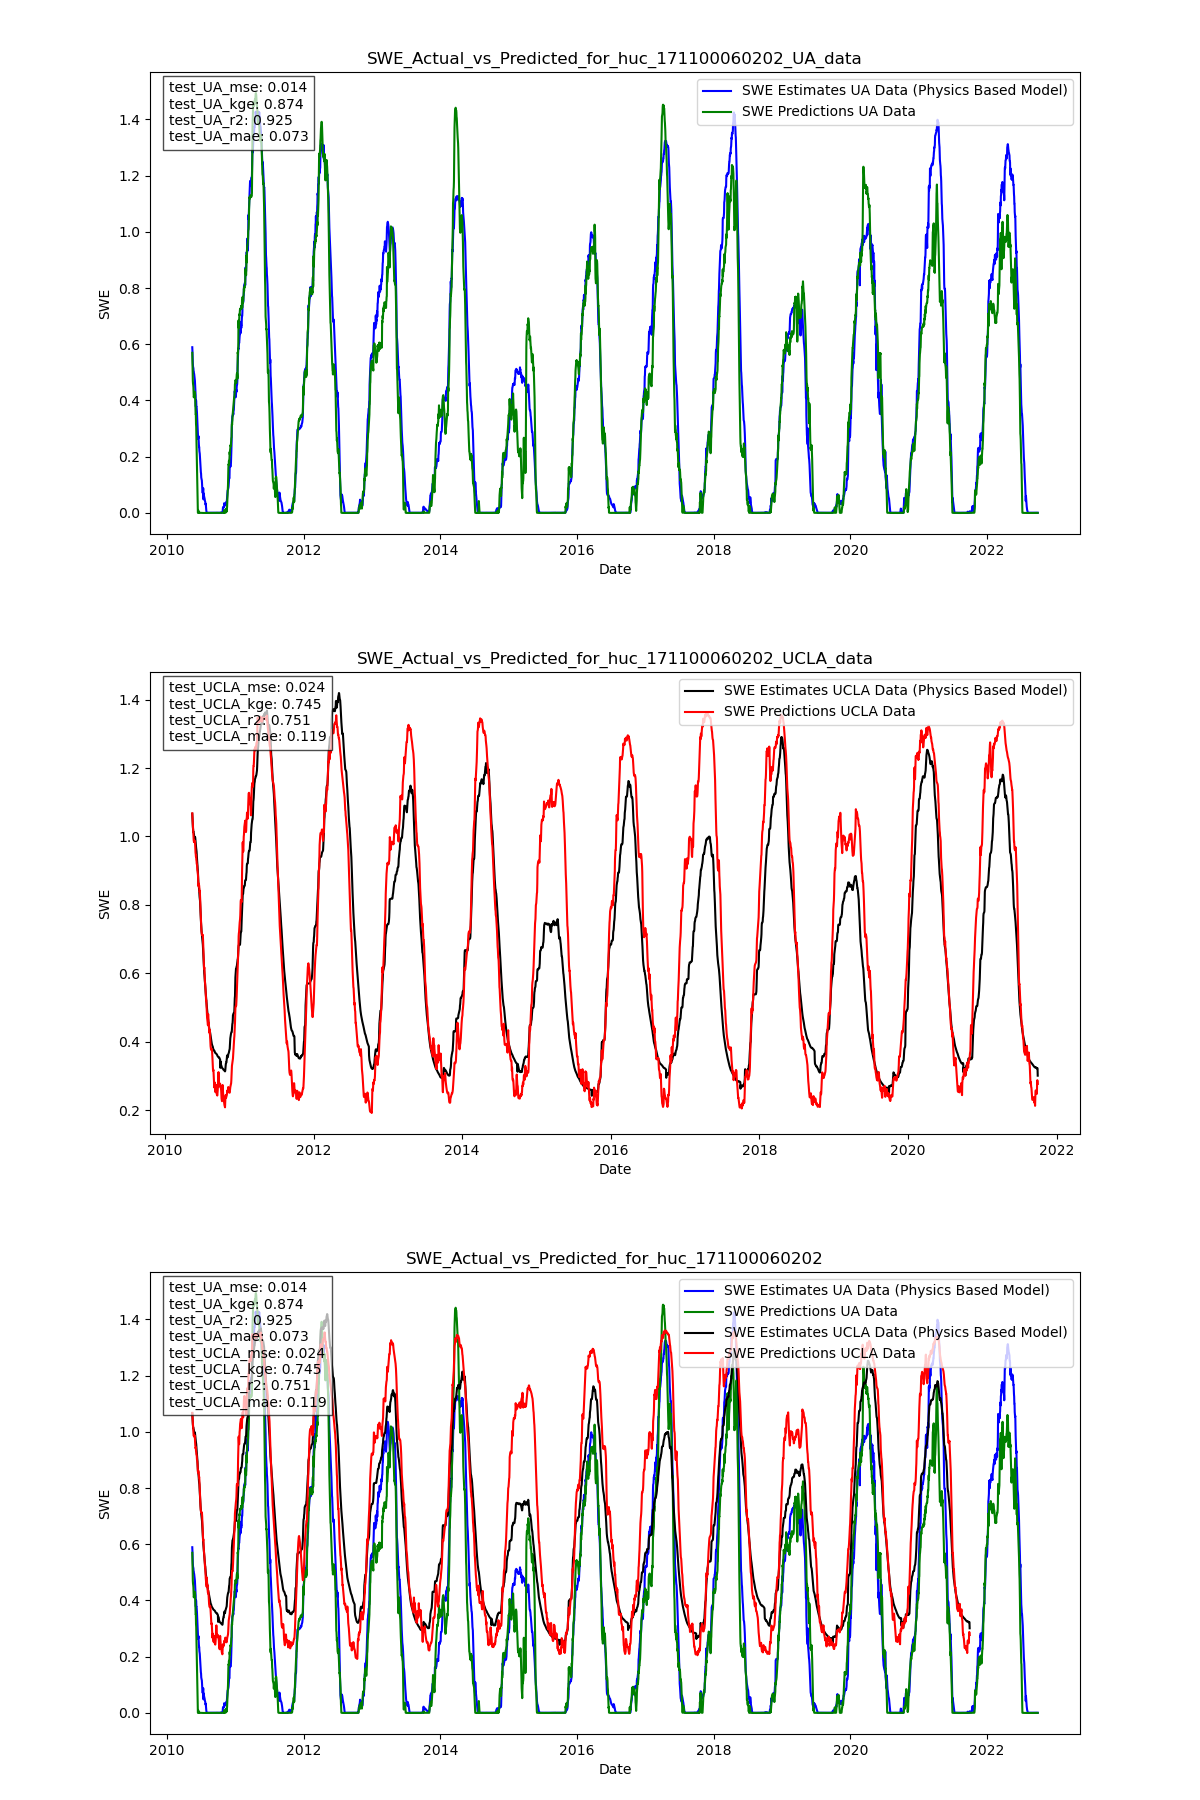 SWE_Actual_vs_Predicted_for_huc_171100060202_UA_data
test_UA_mse: 0.014
test_UA_kge: 0.874
test_UA_r2: 0.925
test_UA_mae: 0.073
SWE Estimates UA Data (Physics Based Model)
SWE Predictions UA Data
1.4
1.2
1.0
0.8
0.6
0.4
0.2
0.0
SWE
2010 2012 2014 2016 2018 2020 2022
Date
SWE_Actual_vs_Predicted_for_huc_171100060202_UCLA_data
test_UCLA_mse: 0.024
test_UCLA_kge: 0.745
test_UCLA_r2: 0.751
test_UCLA_mae: 0.119
SWE Estimates UCLA Data (Physics Based Model)
SWE Predictions UCLA Data
1.4
1.2
1.0
0.8
0.6
0.4
0.2
SWE
2010 2012 2014 2016 2018 2020 2022
Date
SWE_Actual_vs_Predicted_for_huc_171100060202
test_UA_mse: 0.014
test_UA_kge: 0.874
test_UA_r2: 0.925
test_UA_mae: 0.073
test_UCLA_mse: 0.024
test_UCLA_kge: 0.745
test_UCLA_r2: 0.751
test_UCLA_mae: 0.119
SWE Estimates UA Data (Physics Based Model)
SWE Predictions UA Data
SWE Estimates UCLA Data (Physics Based Model)
SWE Predictions UCLA Data
1.4
1.2
1.0
0.8
0.6
0.4
0.2
0.0
SWE
2010 2012 2014 2016 2018 2020 2022
Date